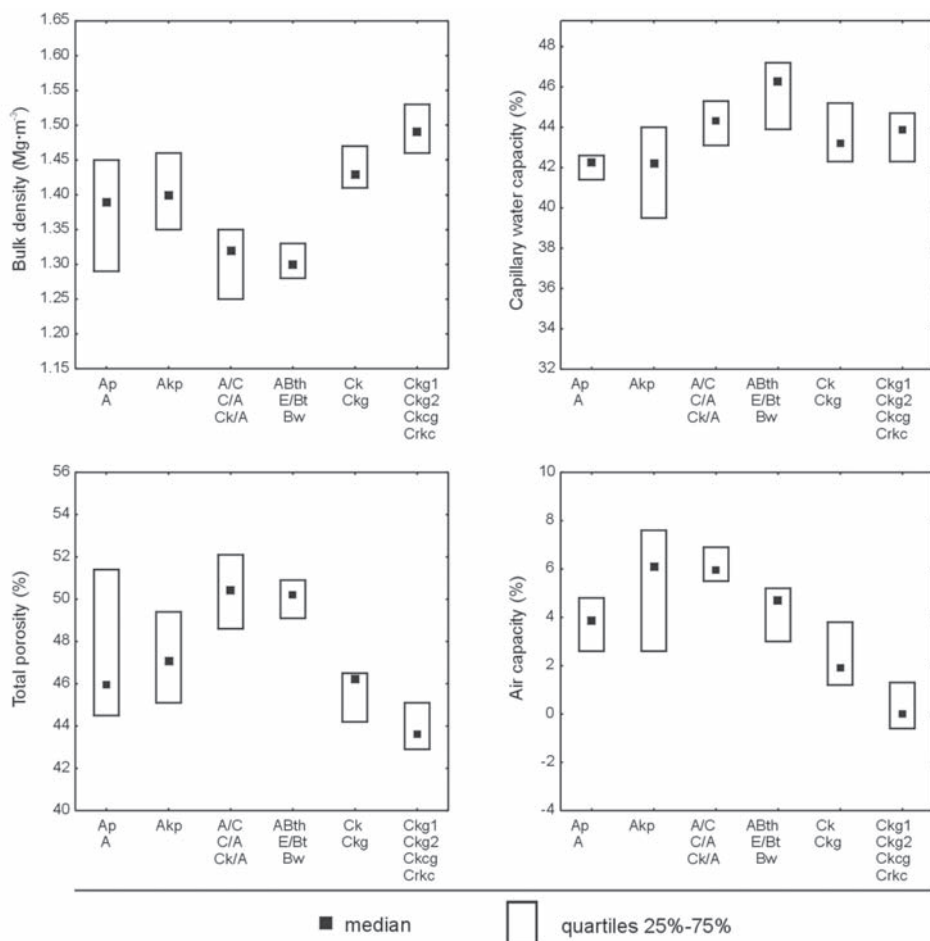 Bulk density (Mg·m⁻³)
1.65
1.60
1.55
1.50
1.45
1.40
1.35
1.30
1.25
1.20
1.15
Ap Akp A/C ABth Ck Ckg1
A C/A E/Bt Ckg Ckg2
Ck/A Bw Ckcg
Crkc
Capillary water capacity (%)
48
46
44
42
40
38
36
34
32
Ap Akp A/C ABth Ck Ckg1
A C/A E/Bt Ckg Ckg2
Ck/A Bw Ckcg
Crkc
Total porosity (%)
56
54
52
50
48
46
44
42
40
Ap Akp A/C ABth Ck Ckg1
A C/A E/Bt Ckg Ckg2
Ck/A Bw Ckcg
Crkc
Air capacity (%)
10
8
6
4
2
0
-2
-4
Ap Akp A/C ABth Ck Ckg1
A C/A E/Bt Ckg Ckg2
Ck/A Bw Ckcg
Crkc
median quartiles 25%-75%